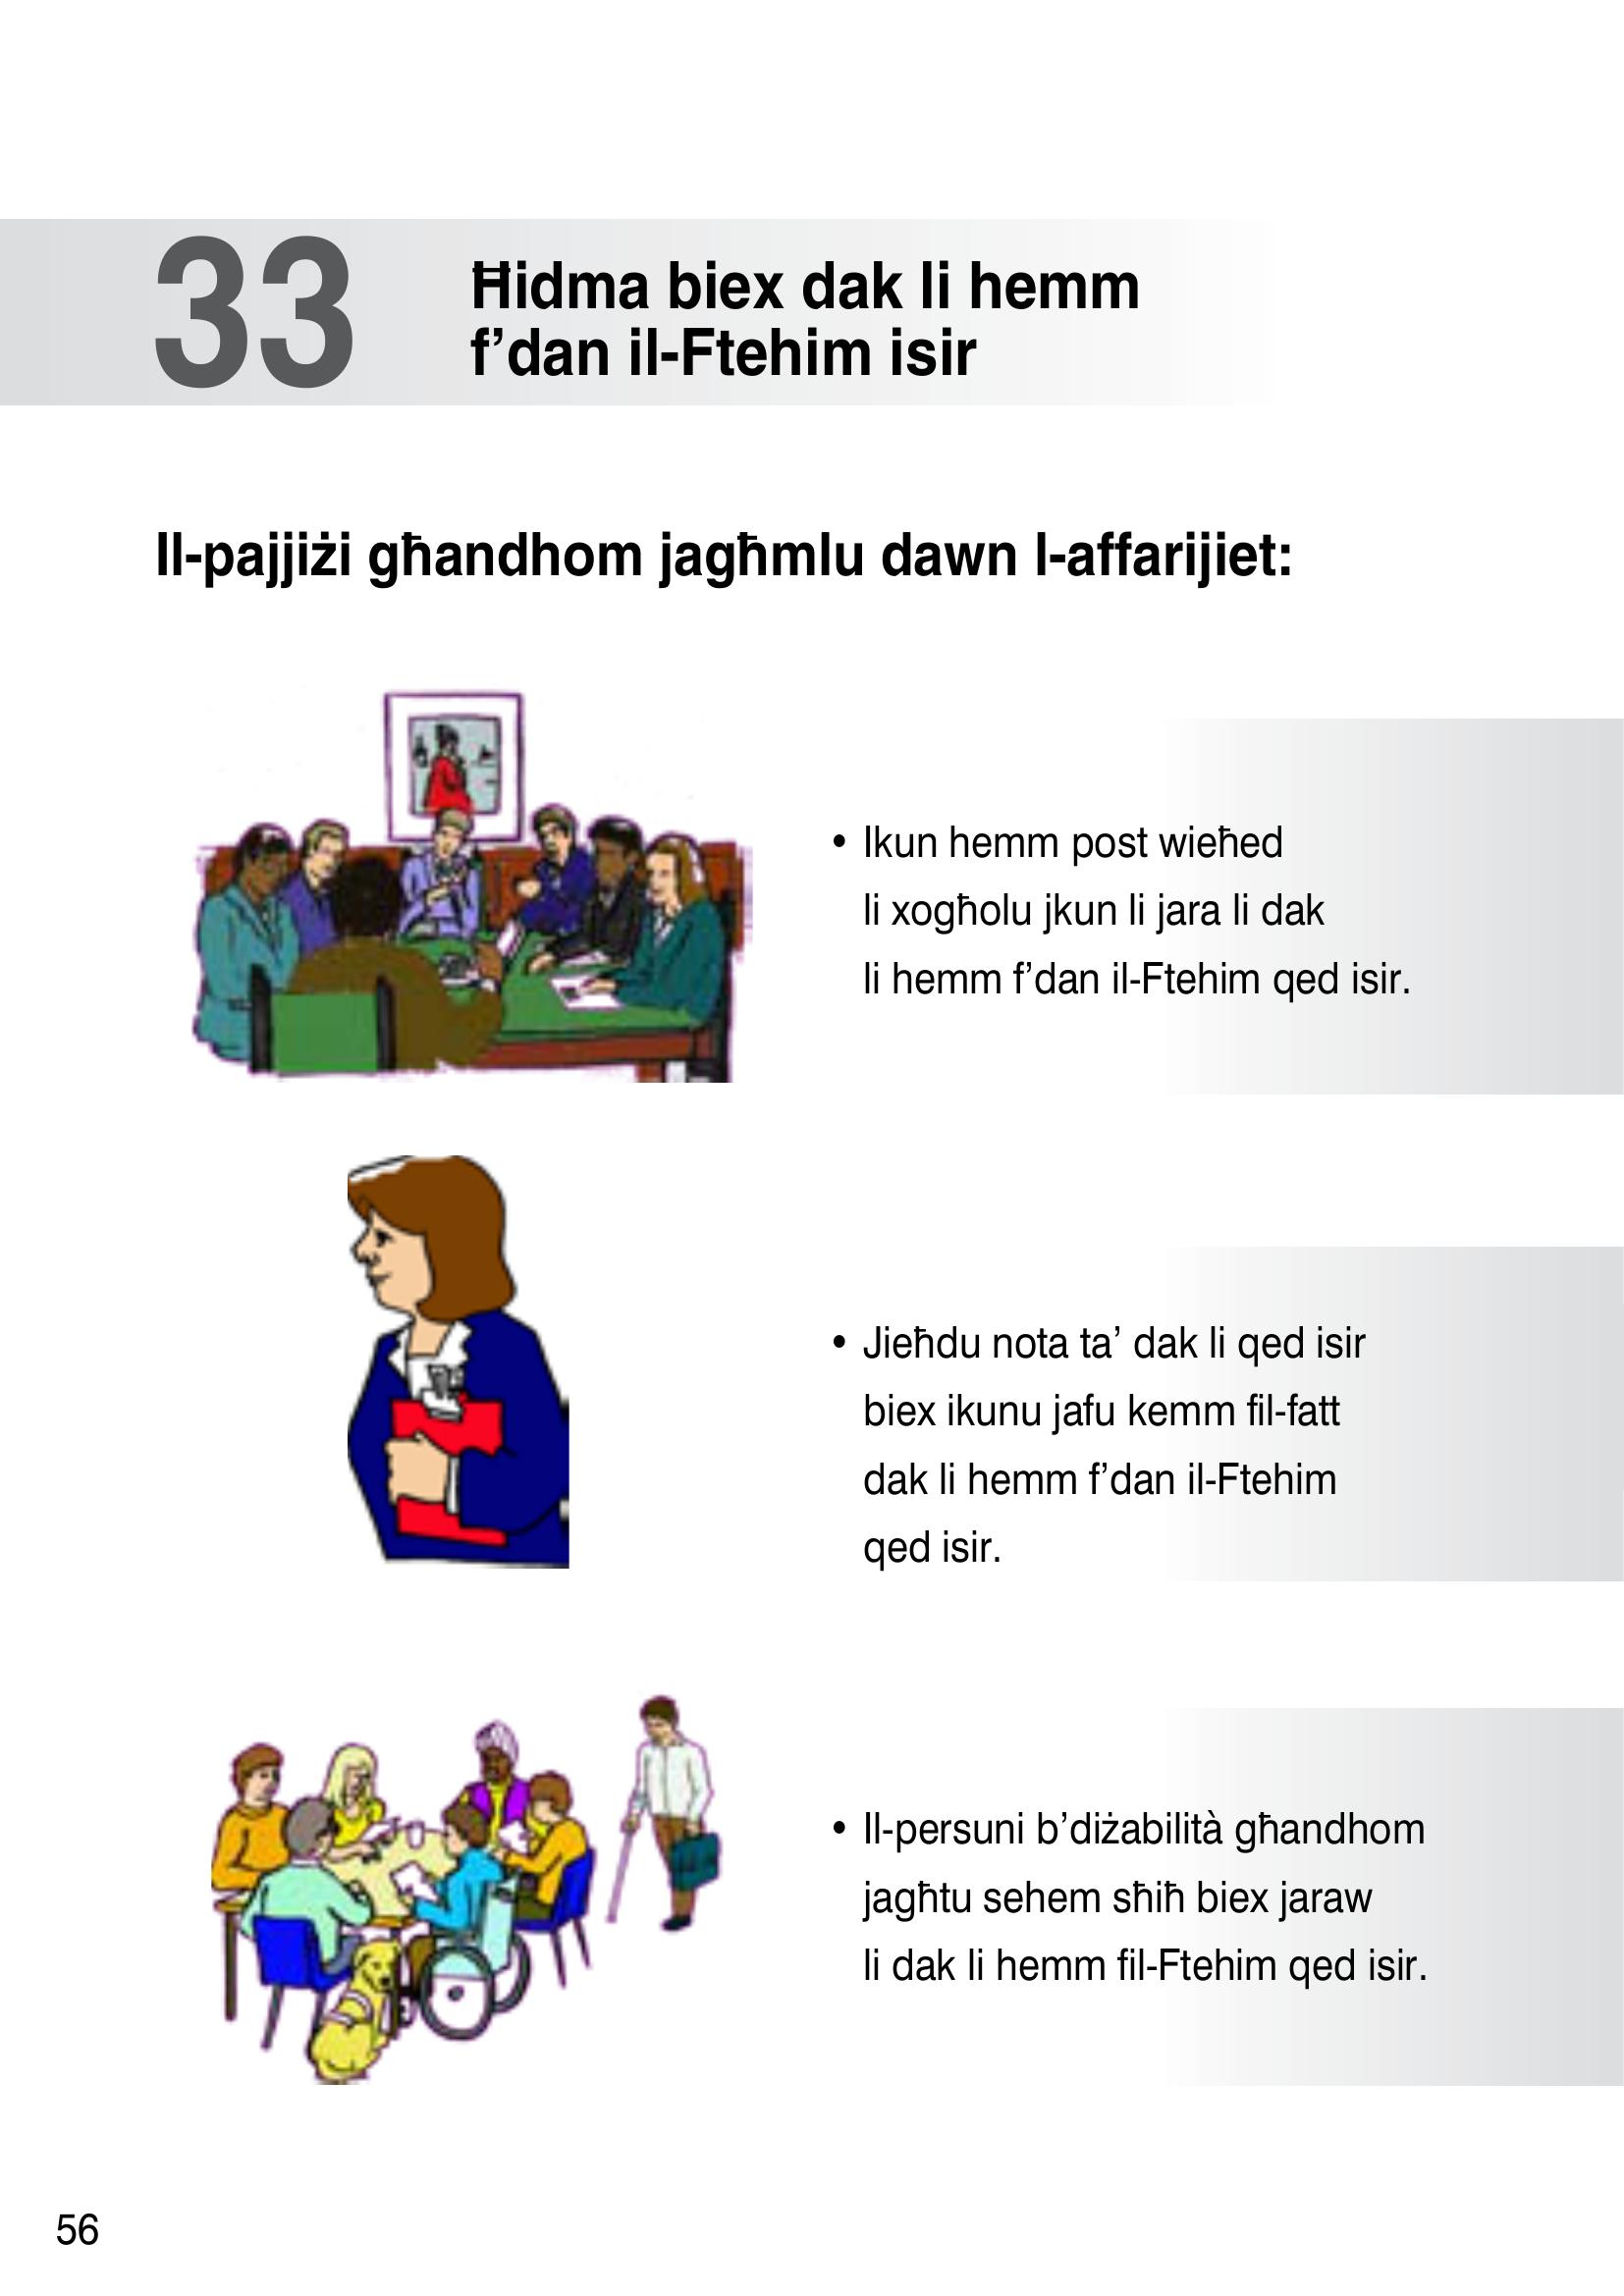 33
Ħidma biex dak li hemm
f’dan il-Ftehim isir
Il-pajjiżi għandhom jagħmlu dawn l-affarijiet:
• Ikun hemm post wieħed
li xogħolu jkun li jara li dak
li hemm f’dan il-Ftehim qed isir.
• Jieħdu nota ta’ dak li qed isir
biex ikunu jafu kemm fil-fatt
dak li hemm f’dan il-Ftehim
qed isir.
• Il-persuni b’diżabilità għandhom
jagħtu sehem sħiħ biex jaraw
li dak li hemm fil-Ftehim qed isir.
56